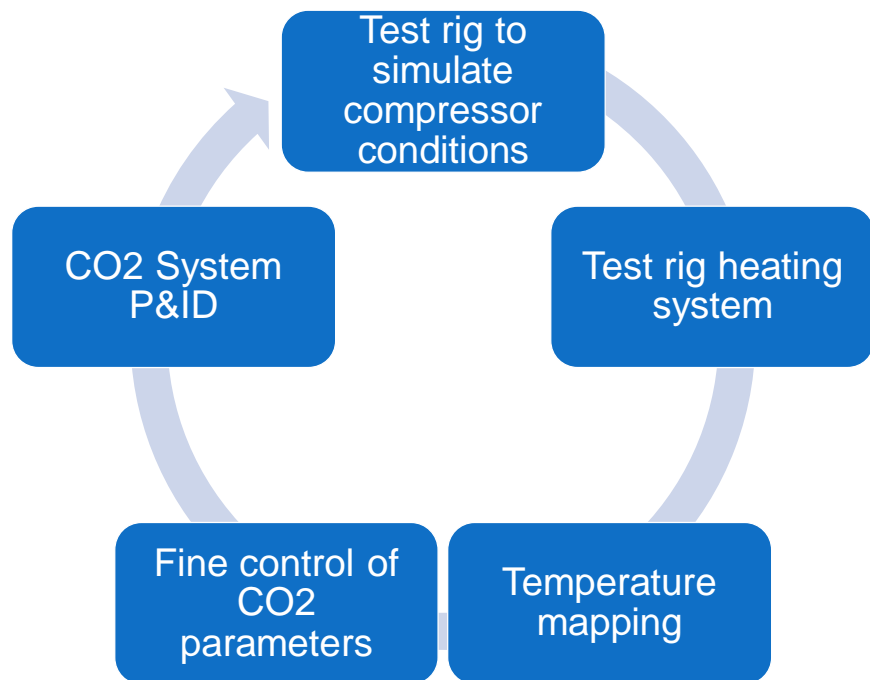 Test rig to
simulate
compressor
conditions
Test rig heating
system
Temperature
mapping
Fine control of
CO2
parameters
CO2 System
P&ID